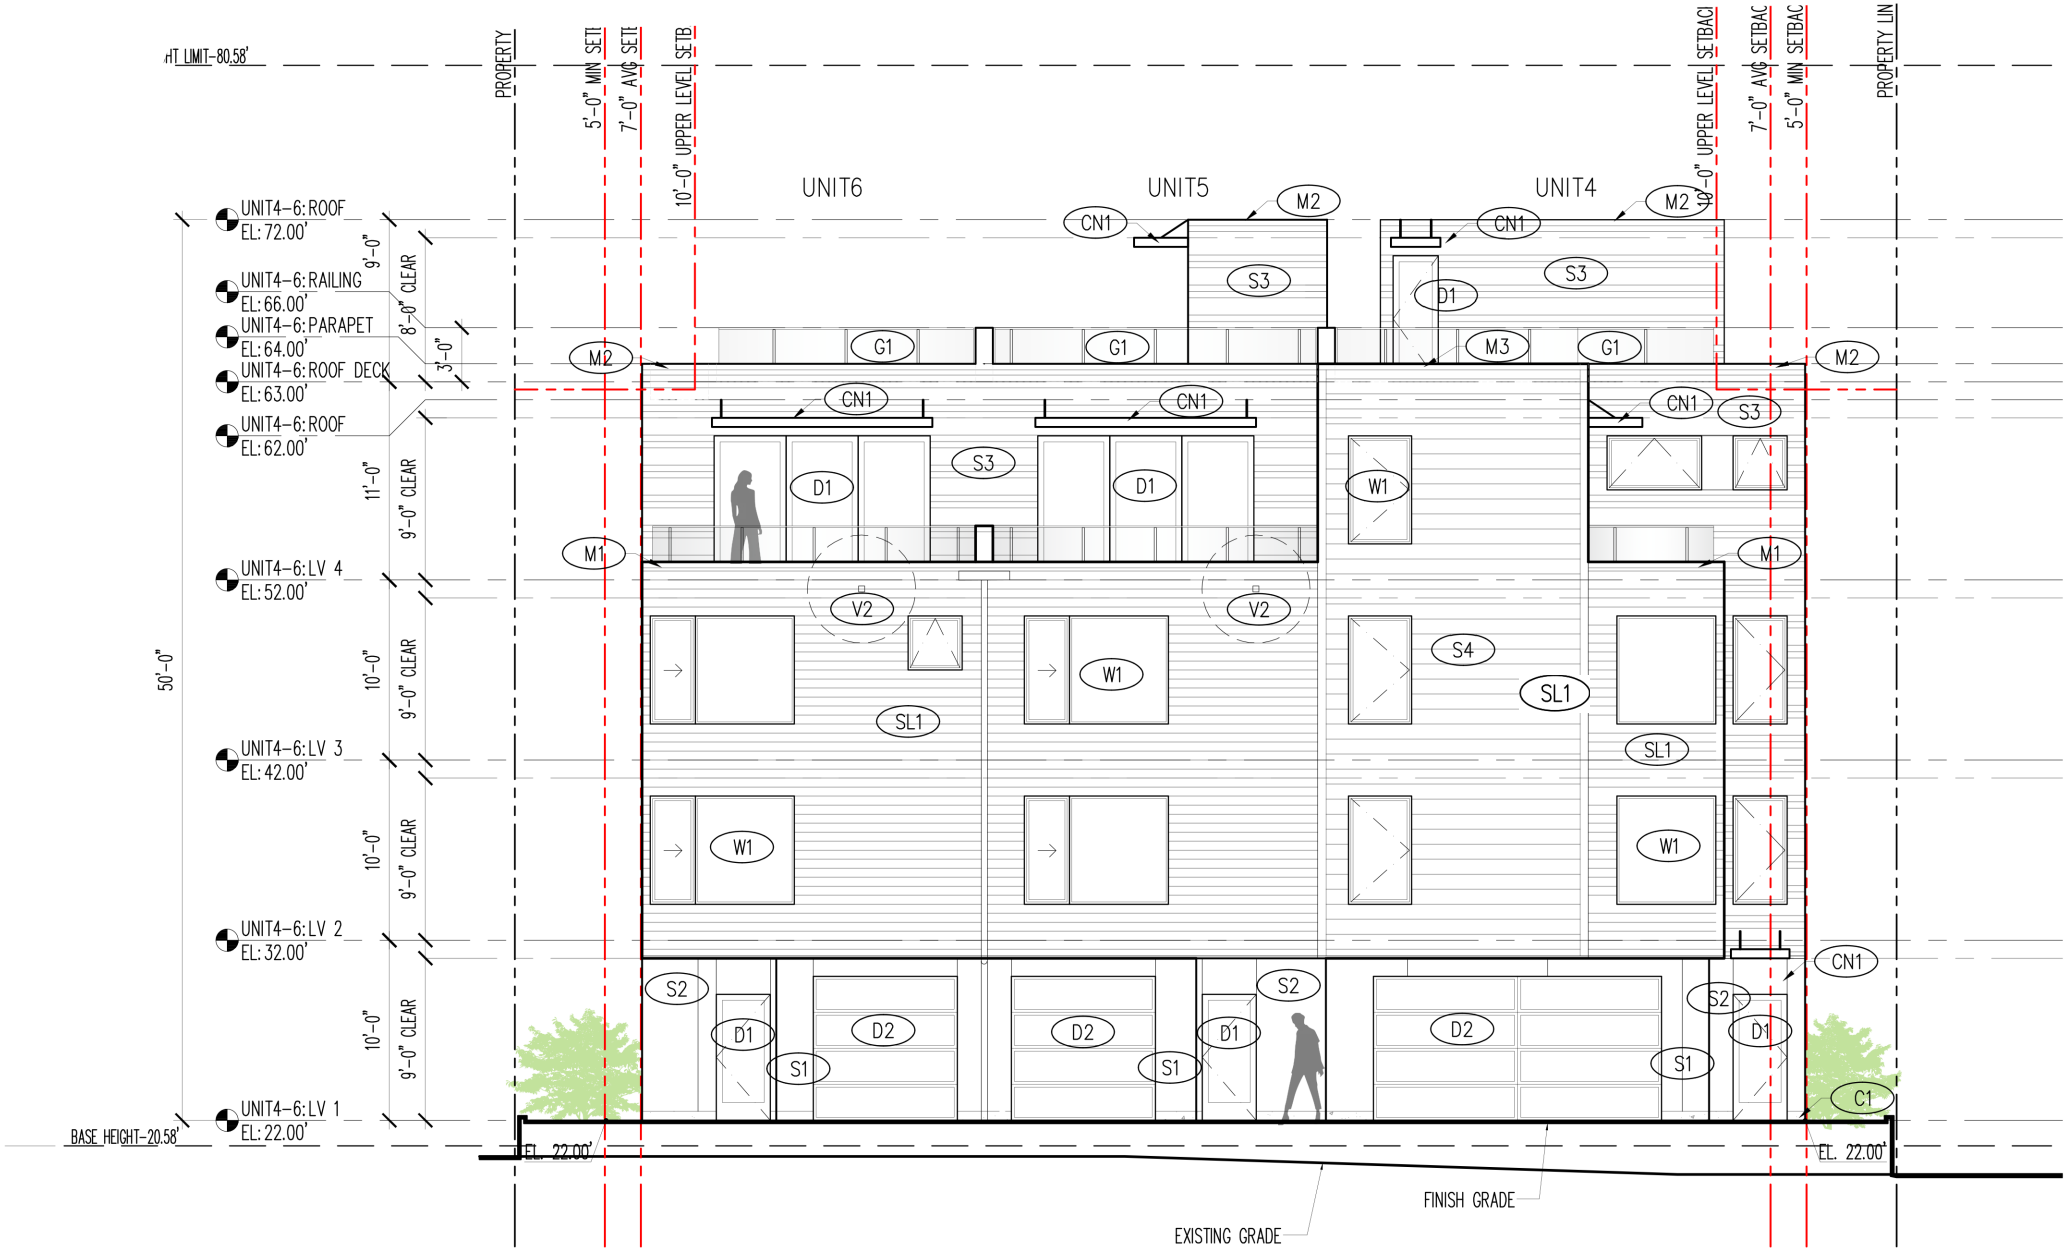 HT LIMIT-80.58'
PROPERTY
5'-0" MIN SETB
7'-0" AVG SETB
10'-0" UPPER LEVEL SETB
10'-0" UPPER LEVEL SETBACK
7'-0" AVG SETBAC
5'-0" MIN SETBAC
PROPERTY LIN
UNIT6
UNIT5
UNIT4
UNIT4-6:ROOF
EL:72.00'
UNIT4-6:RAILING
EL:66.00'
UNIT4-6:PARAPET
EL:64.00'
UNIT4-6:ROOF DECK
EL:63.00'
UNIT4-6:ROOF
EL:62.00'
UNIT4-6:LV 4
EL:52.00'
UNIT4-6:LV 3
EL:42.00'
UNIT4-6:LV 2
EL:32.00'
UNIT4-6:LV 1
EL:22.00'
BASE HEIGHT-20.58'
50'-0"
9'-0"
8'-0" CLEAR
3'-0"
11'-0"
9'-0" CLEAR
10'-0"
9'-0" CLEAR
10'-0"
9'-0" CLEAR
10'-0"
9'-0" CLEAR
CN1
M2
M2
CN1
S3
S3
D1
M2
G1
G1
M3
G1
M2
CN1
CN1
CN1
S3
S3
D1
D1
W1
M1
M1
V2
V2
W1
S4
SL1
SL1
SL1
W1
W1
CN1
S2
S2
S2
D1
D2
D2
D1
D2
D1
S1
S1
S1
C1
EL. 22.00'
EL. 22.00'
FINISH GRADE
EXISTING GRADE